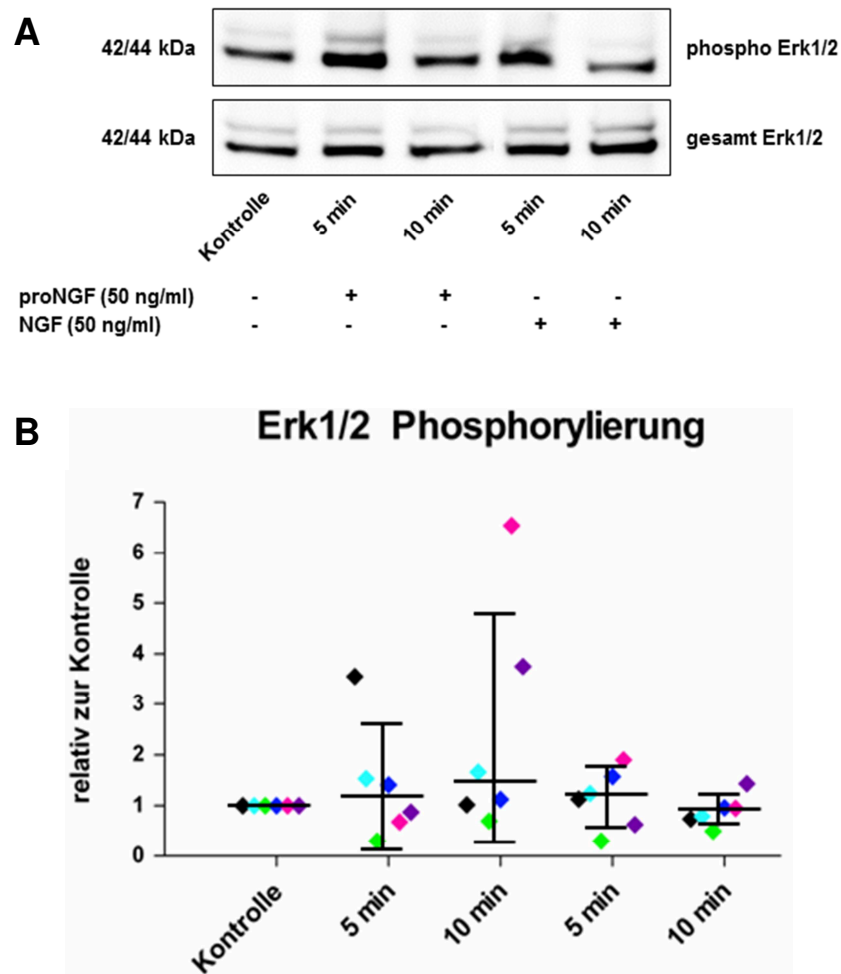 A
42/44 kDa
phospho Erk1/2
42/44 kDa
gesamt Erk1/2
Kontrolle
5 min
10 min
5 min
10 min
proNGF (50 ng/ml) - + + - -
NGF (50 ng/ml) - - - + +
B
Erk1/2 Phosphorylierung
relativ zur Kontrolle
7
6
5
4
3
2
1
0
Kontrolle
5 min
10 min
5 min
10 min